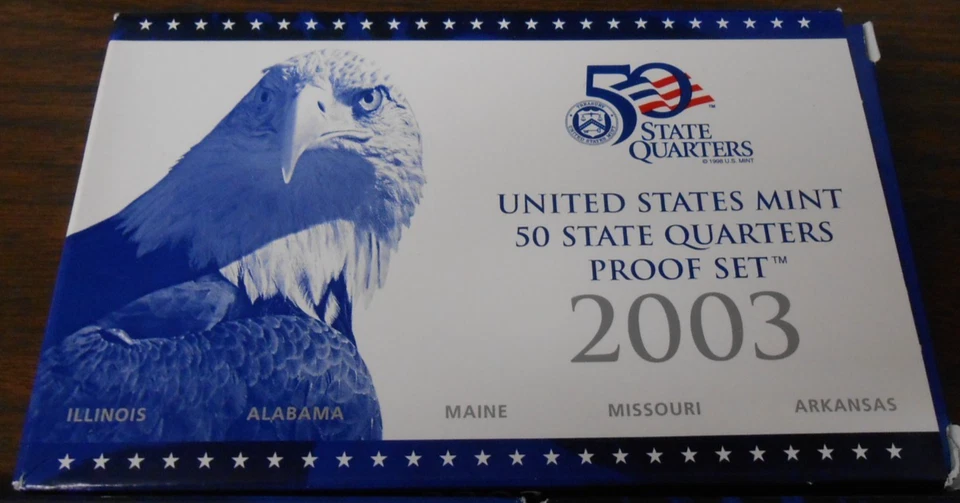 50
STATE
QUARTERS
© 1998 U.S. MINT
UNITED STATES MINT
50 STATE QUARTERS
PROOF SET™
2003
ILLINOIS ALABAMA MAINE MISSOURI ARKANSAS